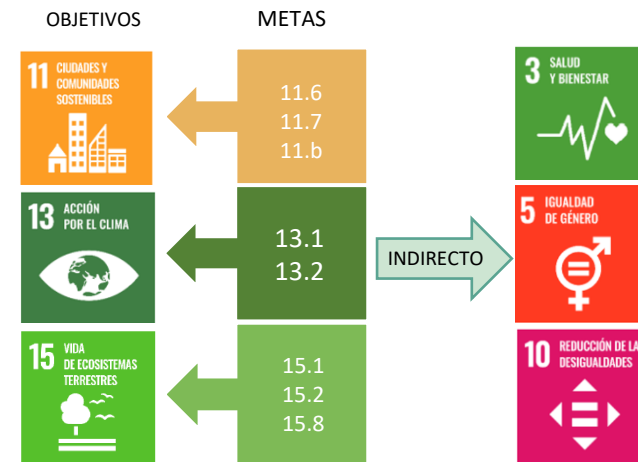 OBJETIVOS
METAS
11 CIUDADES Y
COMUNIDADES
SOSTENIBLES
11.6
11.7
11.b
3 SALUD
Y BIENESTAR
13 ACCIÓN
POR EL CLIMA
13.1
13.2
INDIRECTO
5 IGUALDAD
DE GÉNERO
15 VIDA
DE ECOSISTEMAS
TERRESTRES
15.1
15.2
15.8
10 REDUCCIÓN DE LA
DESIGUALDADES